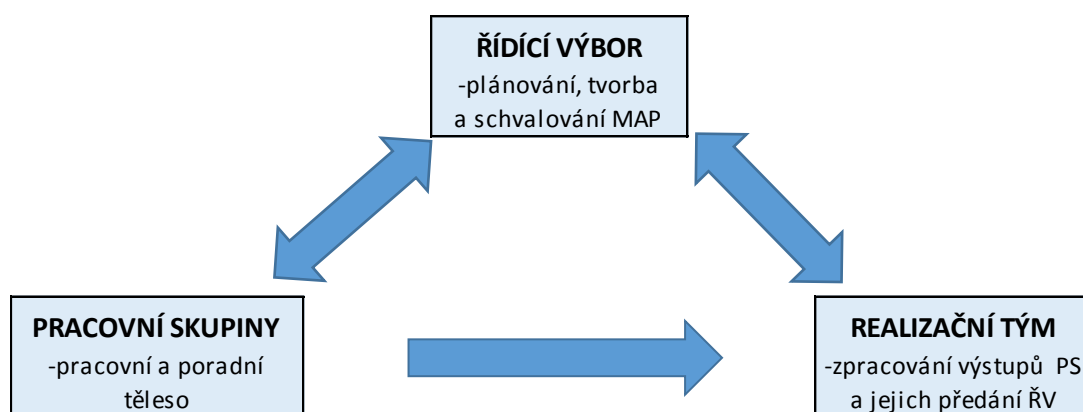 ŘÍDÍCÍ VÝBOR
-plánování, tvorba
a schvalování MAP
PRACOVNÍ SKUPINY
-pracovní a poradní
těleso
REALIZAČNÍ TÝM
-zpracování výstupů PS
a jejich předání ŘV